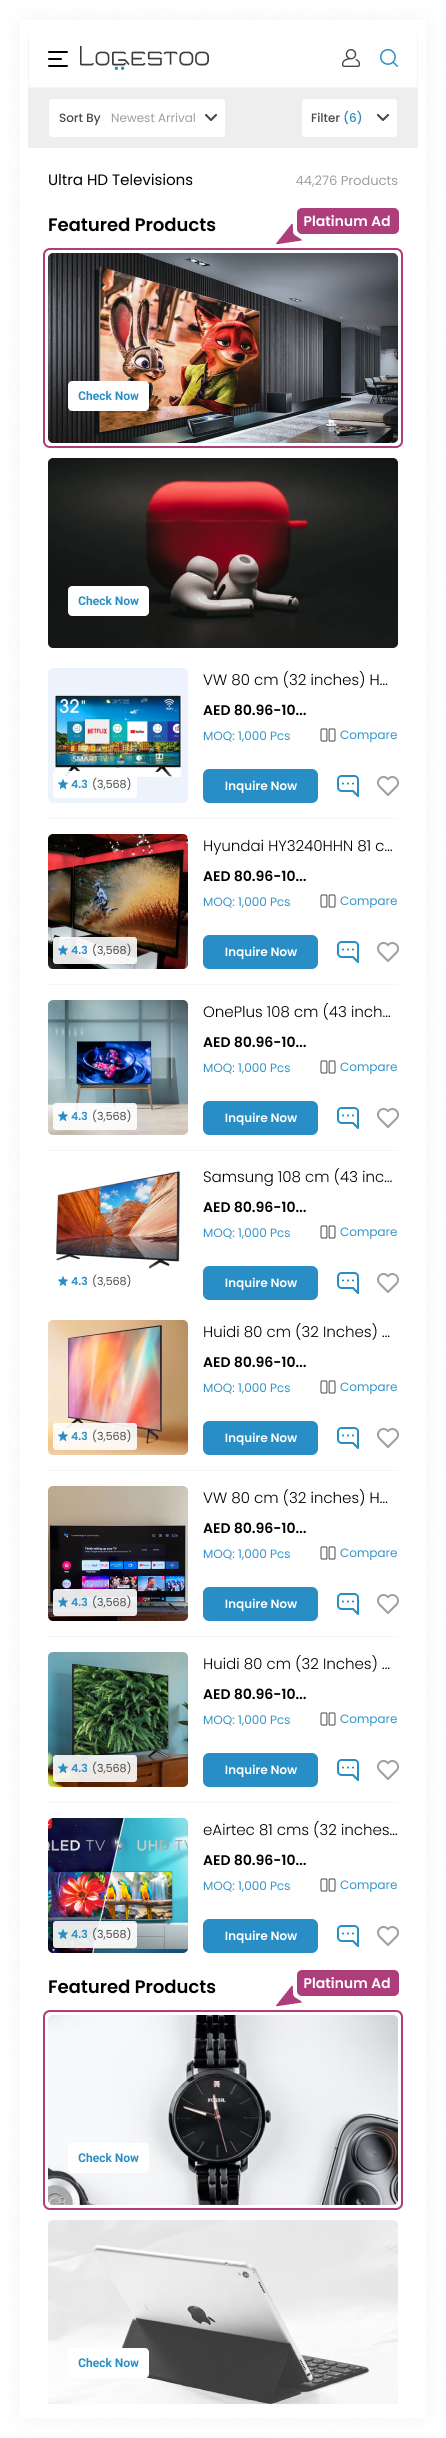 LOGESTOO
Sort By Newest Arrival
Filter (6)
Ultra HD Televisions
44,276 Products
Featured Products
Platinum Ad
Check Now
Check Now
32"
NETFLIX
SMART TV
4.3 (3,568)
VW 80 cm (32 inches) H...
AED 80.96-10...
MOQ: 1,000 Pcs
Compare
Inquire Now
4.3 (3,568)
Hyundai HY3240HHN 81 c...
AED 80.96-10...
MOQ: 1,000 Pcs
Compare
Inquire Now
4.3 (3,568)
OnePlus 108 cm (43 inch...
AED 80.96-10...
MOQ: 1,000 Pcs
Compare
Inquire Now
4.3 (3,568)
Samsung 108 cm (43 inc...
AED 80.96-10...
MOQ: 1,000 Pcs
Compare
Inquire Now
4.3 (3,568)
Huidi 80 cm (32 Inches) ...
AED 80.96-10...
MOQ: 1,000 Pcs
Compare
Inquire Now
4.3 (3,568)
VW 80 cm (32 inches) H...
AED 80.96-10...
MOQ: 1,000 Pcs
Compare
Inquire Now
4.3 (3,568)
Huidi 80 cm (32 Inches) ...
AED 80.96-10...
MOQ: 1,000 Pcs
Compare
Inquire Now
LED TV
UHD TV
4.3 (3,568)
eAirtec 81 cms (32 inches...
AED 80.96-10...
MOQ: 1,000 Pcs
Compare
Inquire Now
Featured Products
Platinum Ad
FOSSIL
Check Now
Check Now